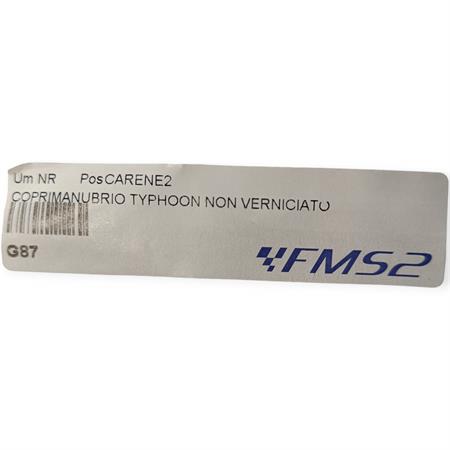 Um NR PosCARENE2
COPRIMANUBRIO TYPHOON NON VERNICIATO
G87
FMS2